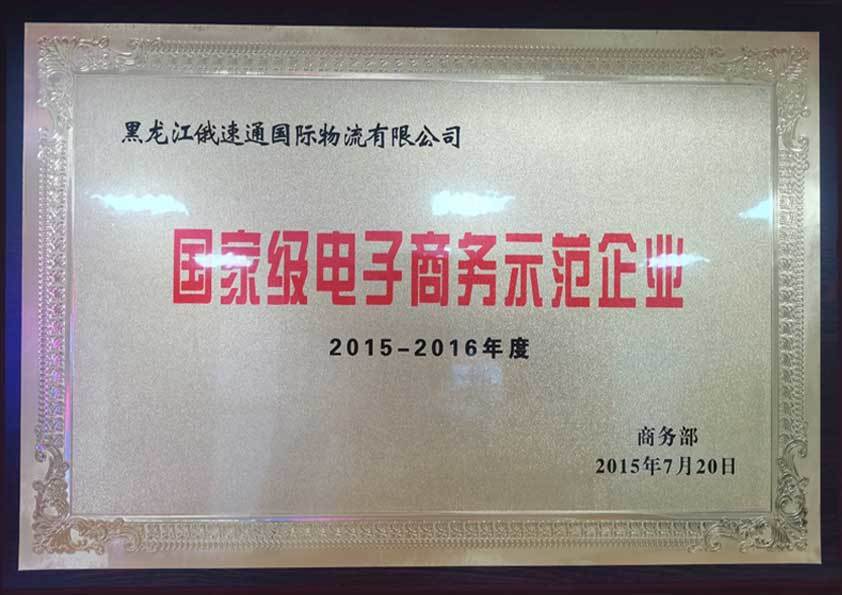 黑龙江俄速通国际物流有限公司
国家级电子商务示范企业
2015-2016年度
商务部
2015年7月20日